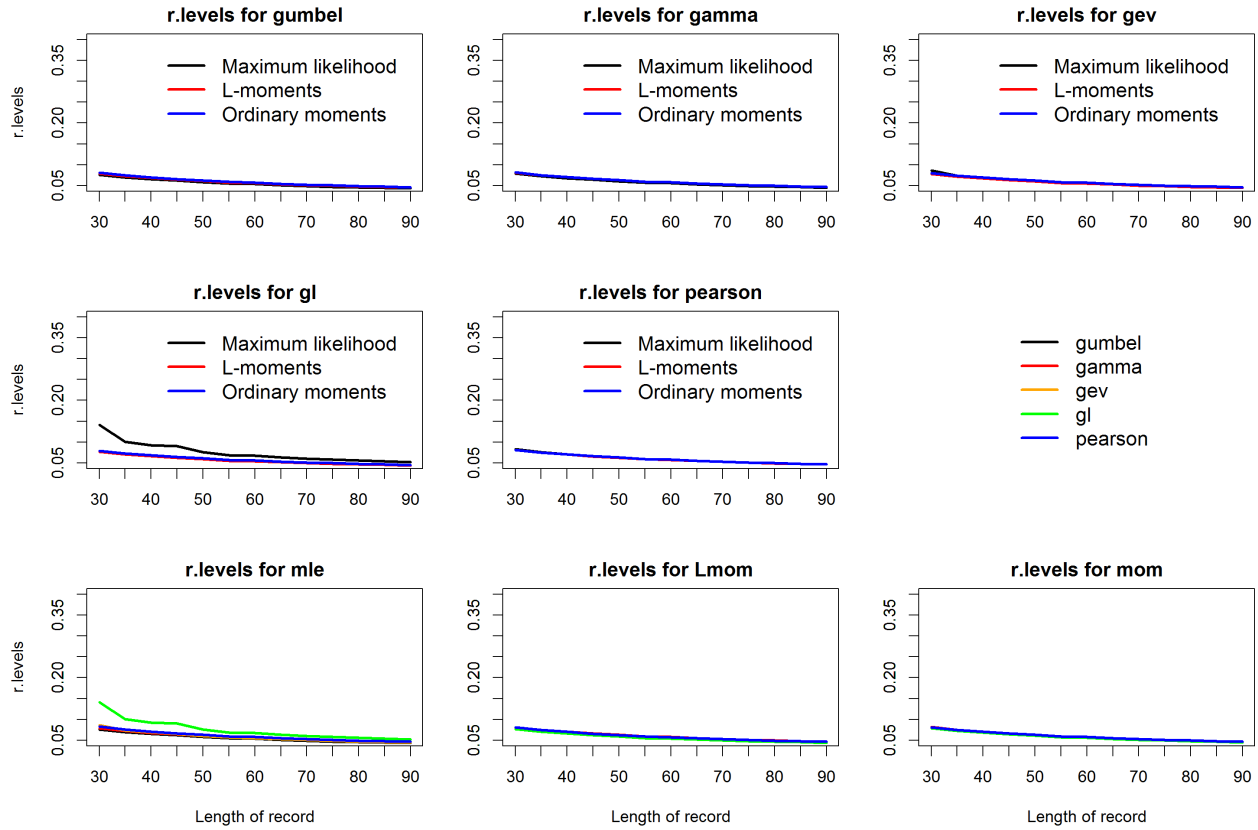 r.levels for gumbel
r.levels
0.05 0.20 0.35
Maximum likelihood
L-moments
Ordinary moments
30 40 50 60 70 80 90
r.levels for gamma
0.05 0.20 0.35
Maximum likelihood
L-moments
Ordinary moments
30 40 50 60 70 80 90
r.levels for gev
0.05 0.20 0.35
Maximum likelihood
L-moments
Ordinary moments
30 40 50 60 70 80 90
r.levels for gl
r.levels
0.05 0.20 0.35
Maximum likelihood
L-moments
Ordinary moments
30 40 50 60 70 80 90
r.levels for pearson
0.05 0.20 0.35
Maximum likelihood
L-moments
Ordinary moments
30 40 50 60 70 80 90
gumbel
gamma
gev
gl
pearson
r.levels for mle
r.levels
0.05 0.20 0.35
30 40 50 60 70 80 90
Length of record
r.levels for Lmom
0.05 0.20 0.35
30 40 50 60 70 80 90
Length of record
r.levels for mom
0.05 0.20 0.35
30 40 50 60 70 80 90
Length of record